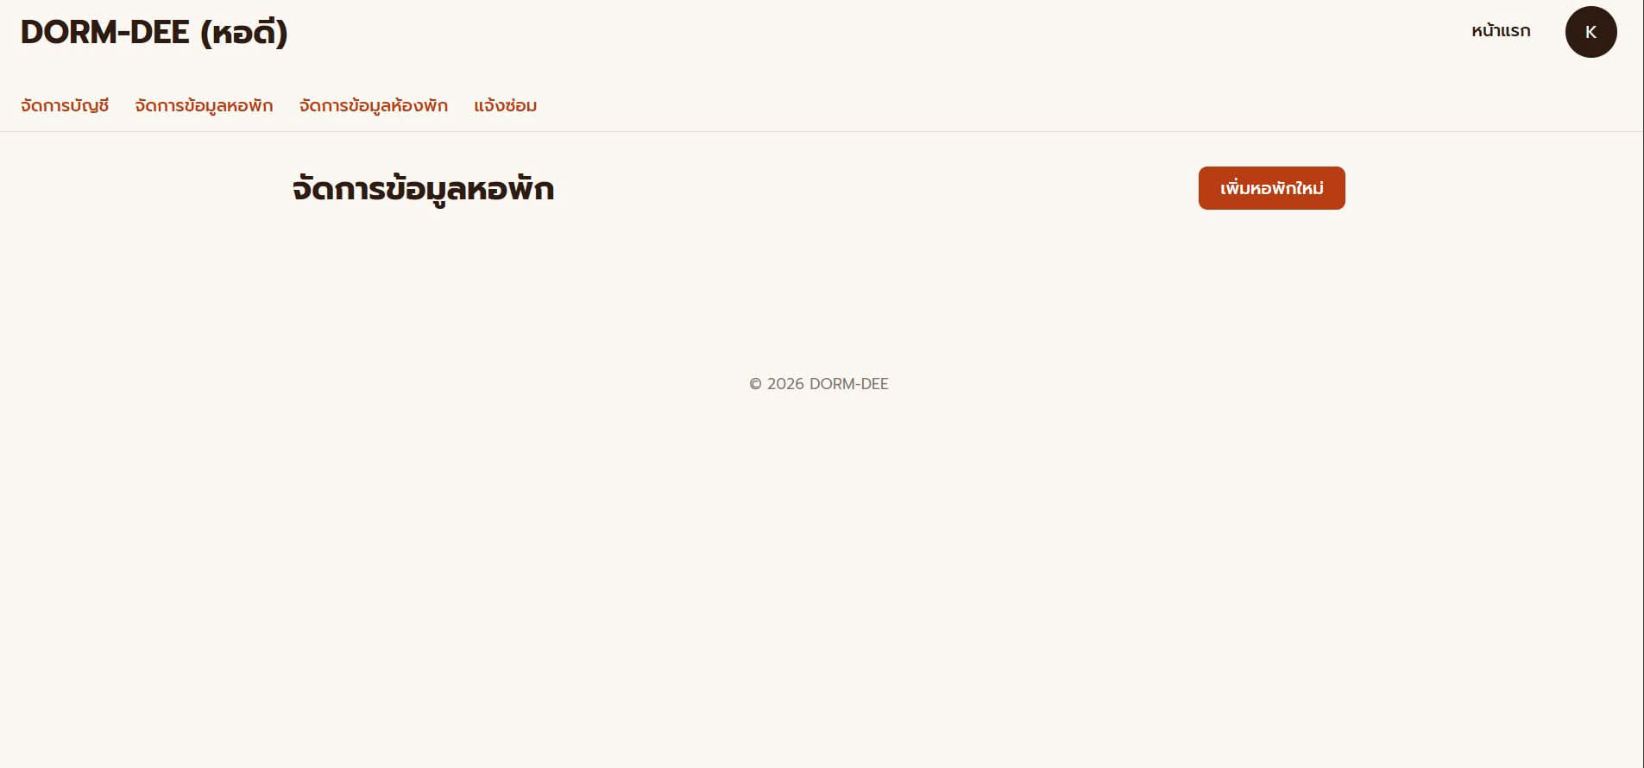 DORM-DEE (หอดี)
หน้าแรก
K
จัดการบัญชี จัดการข้อมูลหอพัก จัดการข้อมูลห้องพัก แจ้งซ่อม
จัดการข้อมูลหอพัก
เพิ่มหอพักใหม่
© 2026 DORM-DEE